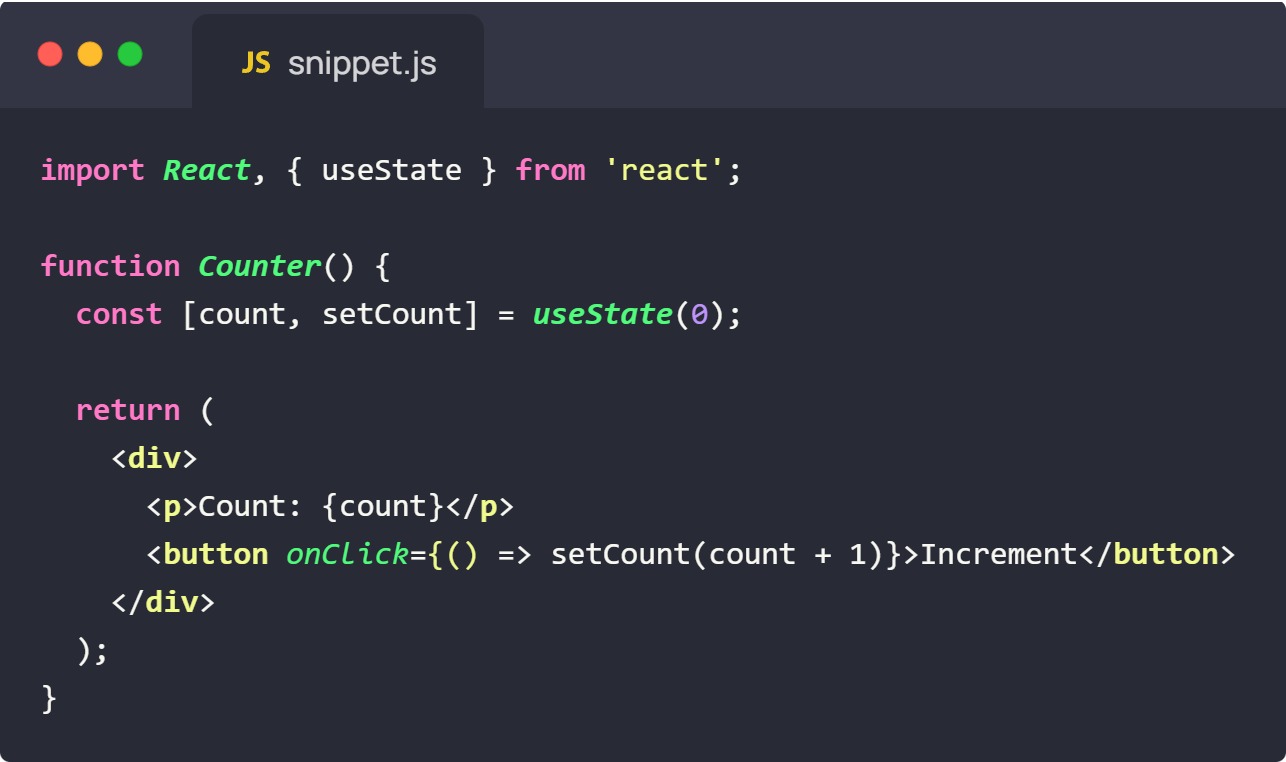 JS snippet.js
import React, { useState } from 'react';
function Counter() {
  const [count, setCount] = useState(0);
  return (
    <div>
      <p>Count: {count}</p>
      <button onClick={() => setCount(count + 1)}>Increment</button>
    </div>
  );
}